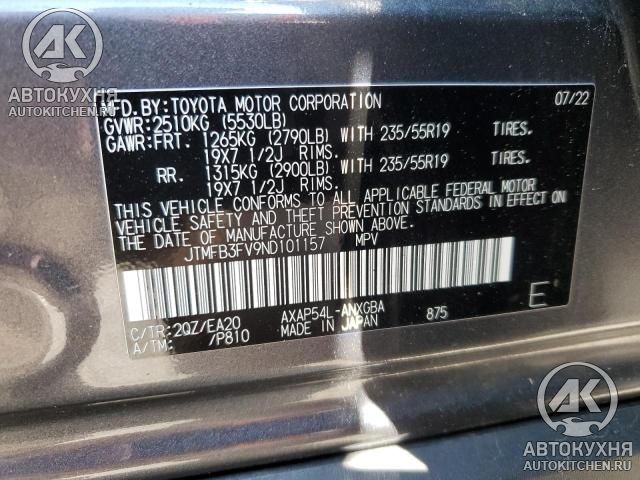 АК
АВТОКУХНЯ
AUTOKITCHEN.RU
MFD. BY: TOYOTA MOTOR CORPORATION 07/22
GVWR: 2510KG (5530LB)
GAWR: FRT. 1265KG (2790LB) WITH 235/55R19 TIRES.
19X7 1/2J RIMS.
RR. 1315KG (2900LB) WITH 235/55R19 TIRES.
19X7 1/2J RIMS.
THIS VEHICLE CONFORMS TO ALL APPLICABLE FEDERAL MOTOR
VEHICLE SAFETY AND THEFT PREVENTION STANDARDS IN EFFECT ON
THE DATE OF MANUFACTURE SHOWN ABOVE.
JTMFB3FV9ND101157 MPV
C/TR: 2QZ/EA20 AXAP54L-ANXGBA 875 E
A/TM: /P810 MADE IN JAPAN
АК
АВТОКУХНЯ
AUTOKITCHEN.RU